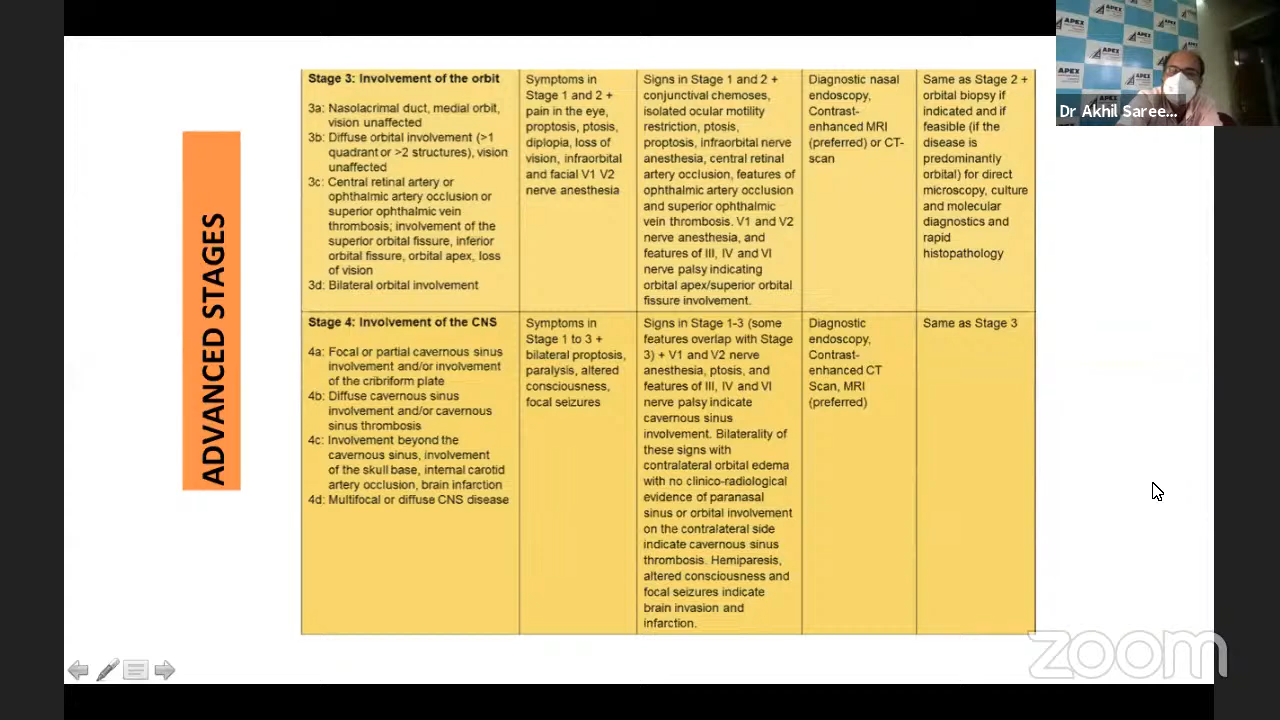 APEX
APEX
APEX
APEX
APEX
Dr Akhil Saree...
ADVANCED STAGES
Stage 3: Involvement of the orbit
3a: Nasolacrimal duct, medial orbit,
vision unaffected
3b: Diffuse orbital involvement (>1
quadrant or >2 structures), vision
unaffected
3c: Central retinal artery or
ophthalmic artery occlusion or
superior ophthalmic vein
thrombosis; involvement of the
superior orbital fissure, inferior
orbital fissure, orbital apex, loss
of vision
3d: Bilateral orbital involvement
Symptoms in
Stage 1 and 2 +
pain in the eye,
proptosis, ptosis,
diplopia, loss of
vision, infraorbital
and facial V1 V2
nerve anesthesia
Signs in Stage 1 and 2 +
conjunctival chemoses,
isolated ocular motility
restriction, ptosis,
proptosis, infraorbital nerve
anesthesia, central retinal
artery occlusion, features of
ophthalmic artery occlusion
and superior ophthalmic
vein thrombosis. V1 and V2
nerve anesthesia, and
features of III, IV and VI
nerve palsy indicating
orbital apex/superior orbital
fissure involvement.
Diagnostic nasal
endoscopy,
Contrast-
enhanced MRI
(preferred) or CT-
scan
Same as Stage 2 +
orbital biopsy if
indicated and if
feasible (if the
disease is
predominantly
orbital) for direct
microscopy, culture
and molecular
diagnostics and
rapid
histopathology
Stage 4: Involvement of the CNS
4a: Focal or partial cavernous sinus
involvement and/or involvement
of the cribriform plate
4b: Diffuse cavernous sinus
involvement and/or cavernous
sinus thrombosis
4c: Involvement beyond the
cavernous sinus, involvement
of the skull base, internal carotid
artery occlusion, brain infarction
4d: Multifocal or diffuse CNS disease
Symptoms in
Stage 1 to 3 +
bilateral proptosis,
paralysis, altered
consciousness,
focal seizures
Signs in Stage 1-3 (some
features overlap with Stage
3) + V1 and V2 nerve
anesthesia, ptosis, and
features of III, IV and VI
nerve palsy indicate
cavernous sinus
involvement. Bilaterality of
these signs with
contralateral orbital edema
with no clinico-radiological
evidence of paranasal
sinus or orbital involvement
on the contralateral side
indicate cavernous sinus
thrombosis. Hemiparesis,
altered consciousness and
focal seizures indicate
brain invasion and
infarction.
Diagnostic
endoscopy,
Contrast-
enhanced CT
Scan, MRI
(preferred)
Same as Stage 3
zoom